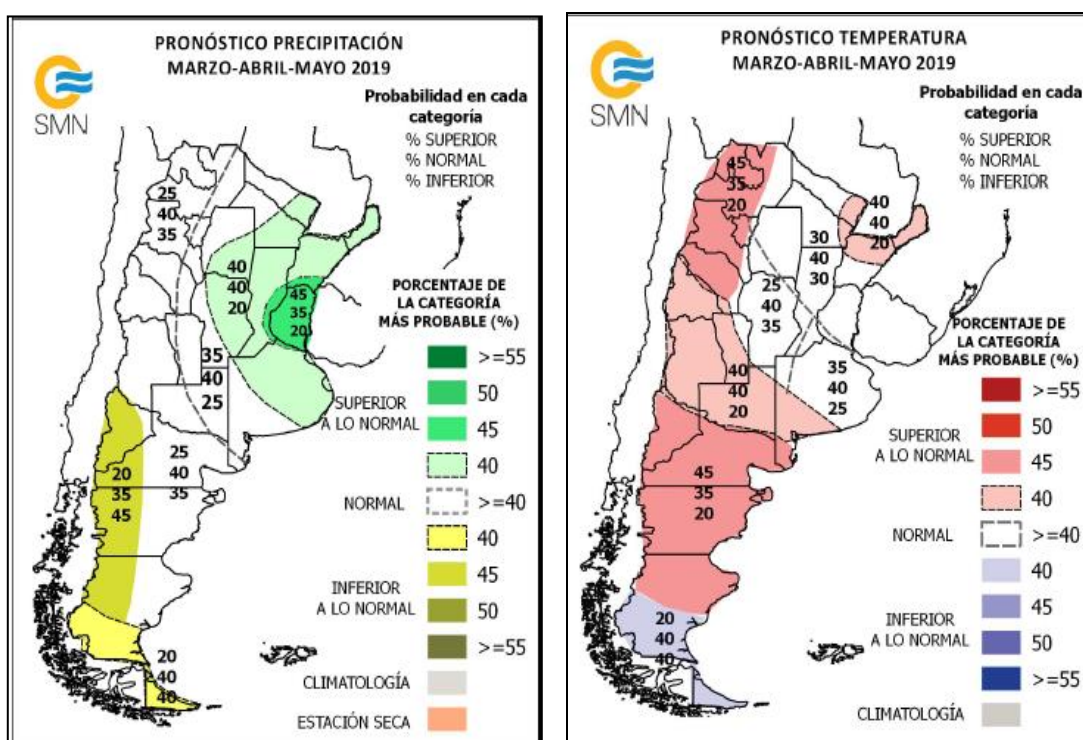 PRONÓSTICO PRECIPITACIÓN
MARZO-ABRIL-MAYO 2019
SMN
Probabilidad en cada
categoría
% SUPERIOR
% NORMAL
% INFERIOR
25
40
35
40
40
20
45
35
20
35
40
25
25
40
35
20
35
45
20
40
40
PORCENTAJE DE
LA CATEGORÍA
MÁS PROBABLE (%)
>=55
50
SUPERIOR
A LO NORMAL
45
40
NORMAL
>=40
40
45
INFERIOR
A LO NORMAL
50
>=55
CLIMATOLOGÍA
ESTACIÓN SECA
PRONÓSTICO TEMPERATURA
MARZO-ABRIL-MAYO 2019
SMN
Probabilidad en cada
categoría
% SUPERIOR
% NORMAL
% INFERIOR
45
35
20
40
40
20
30
40
30
25
40
35
35
40
25
40
40
20
45
35
20
20
40
40
PORCENTAJE DE
LA CATEGORÍA
MÁS PROBABLE (%)
>=55
50
SUPERIOR
A LO NORMAL
45
40
NORMAL
>=40
40
INFERIOR
A LO NORMAL
45
50
>=55
CLIMATOLOGÍA